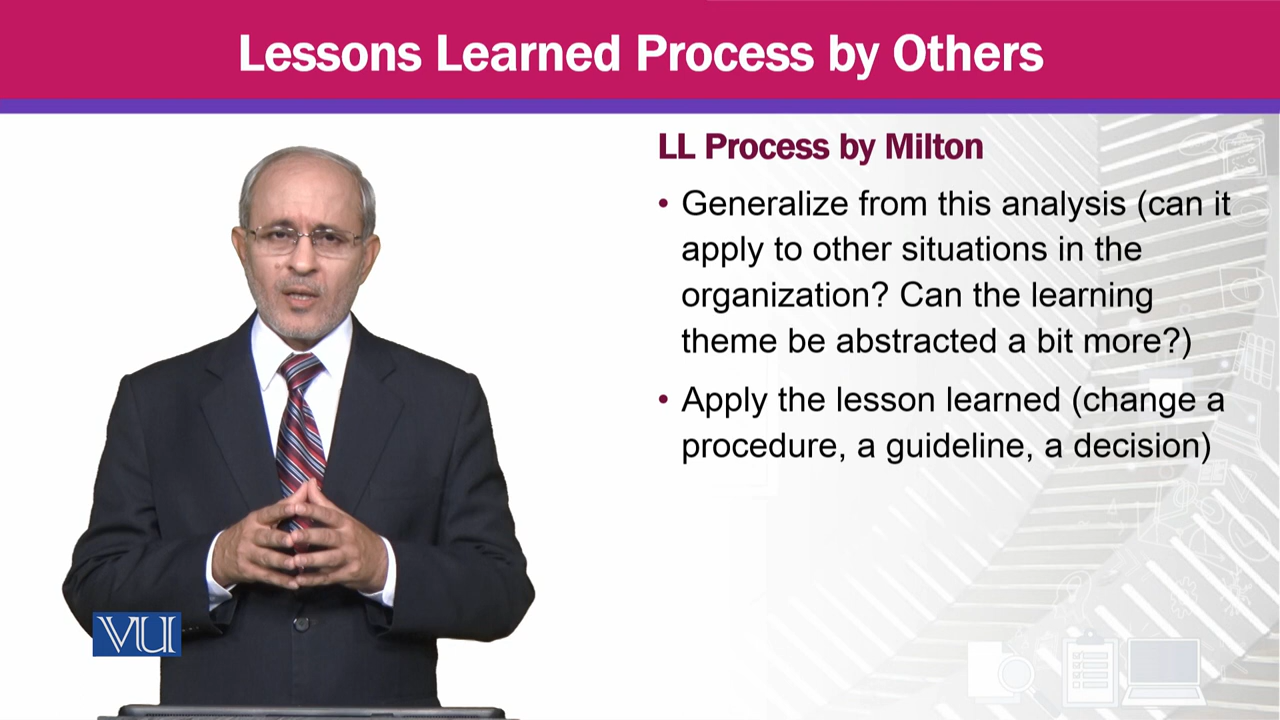 Lessons Learned Process by Others
LL Process by Milton
• Generalize from this analysis (can it
apply to other situations in the
organization? Can the learning
theme be abstracted a bit more?)
• Apply the lesson learned (change a
procedure, a guideline, a decision)
VU